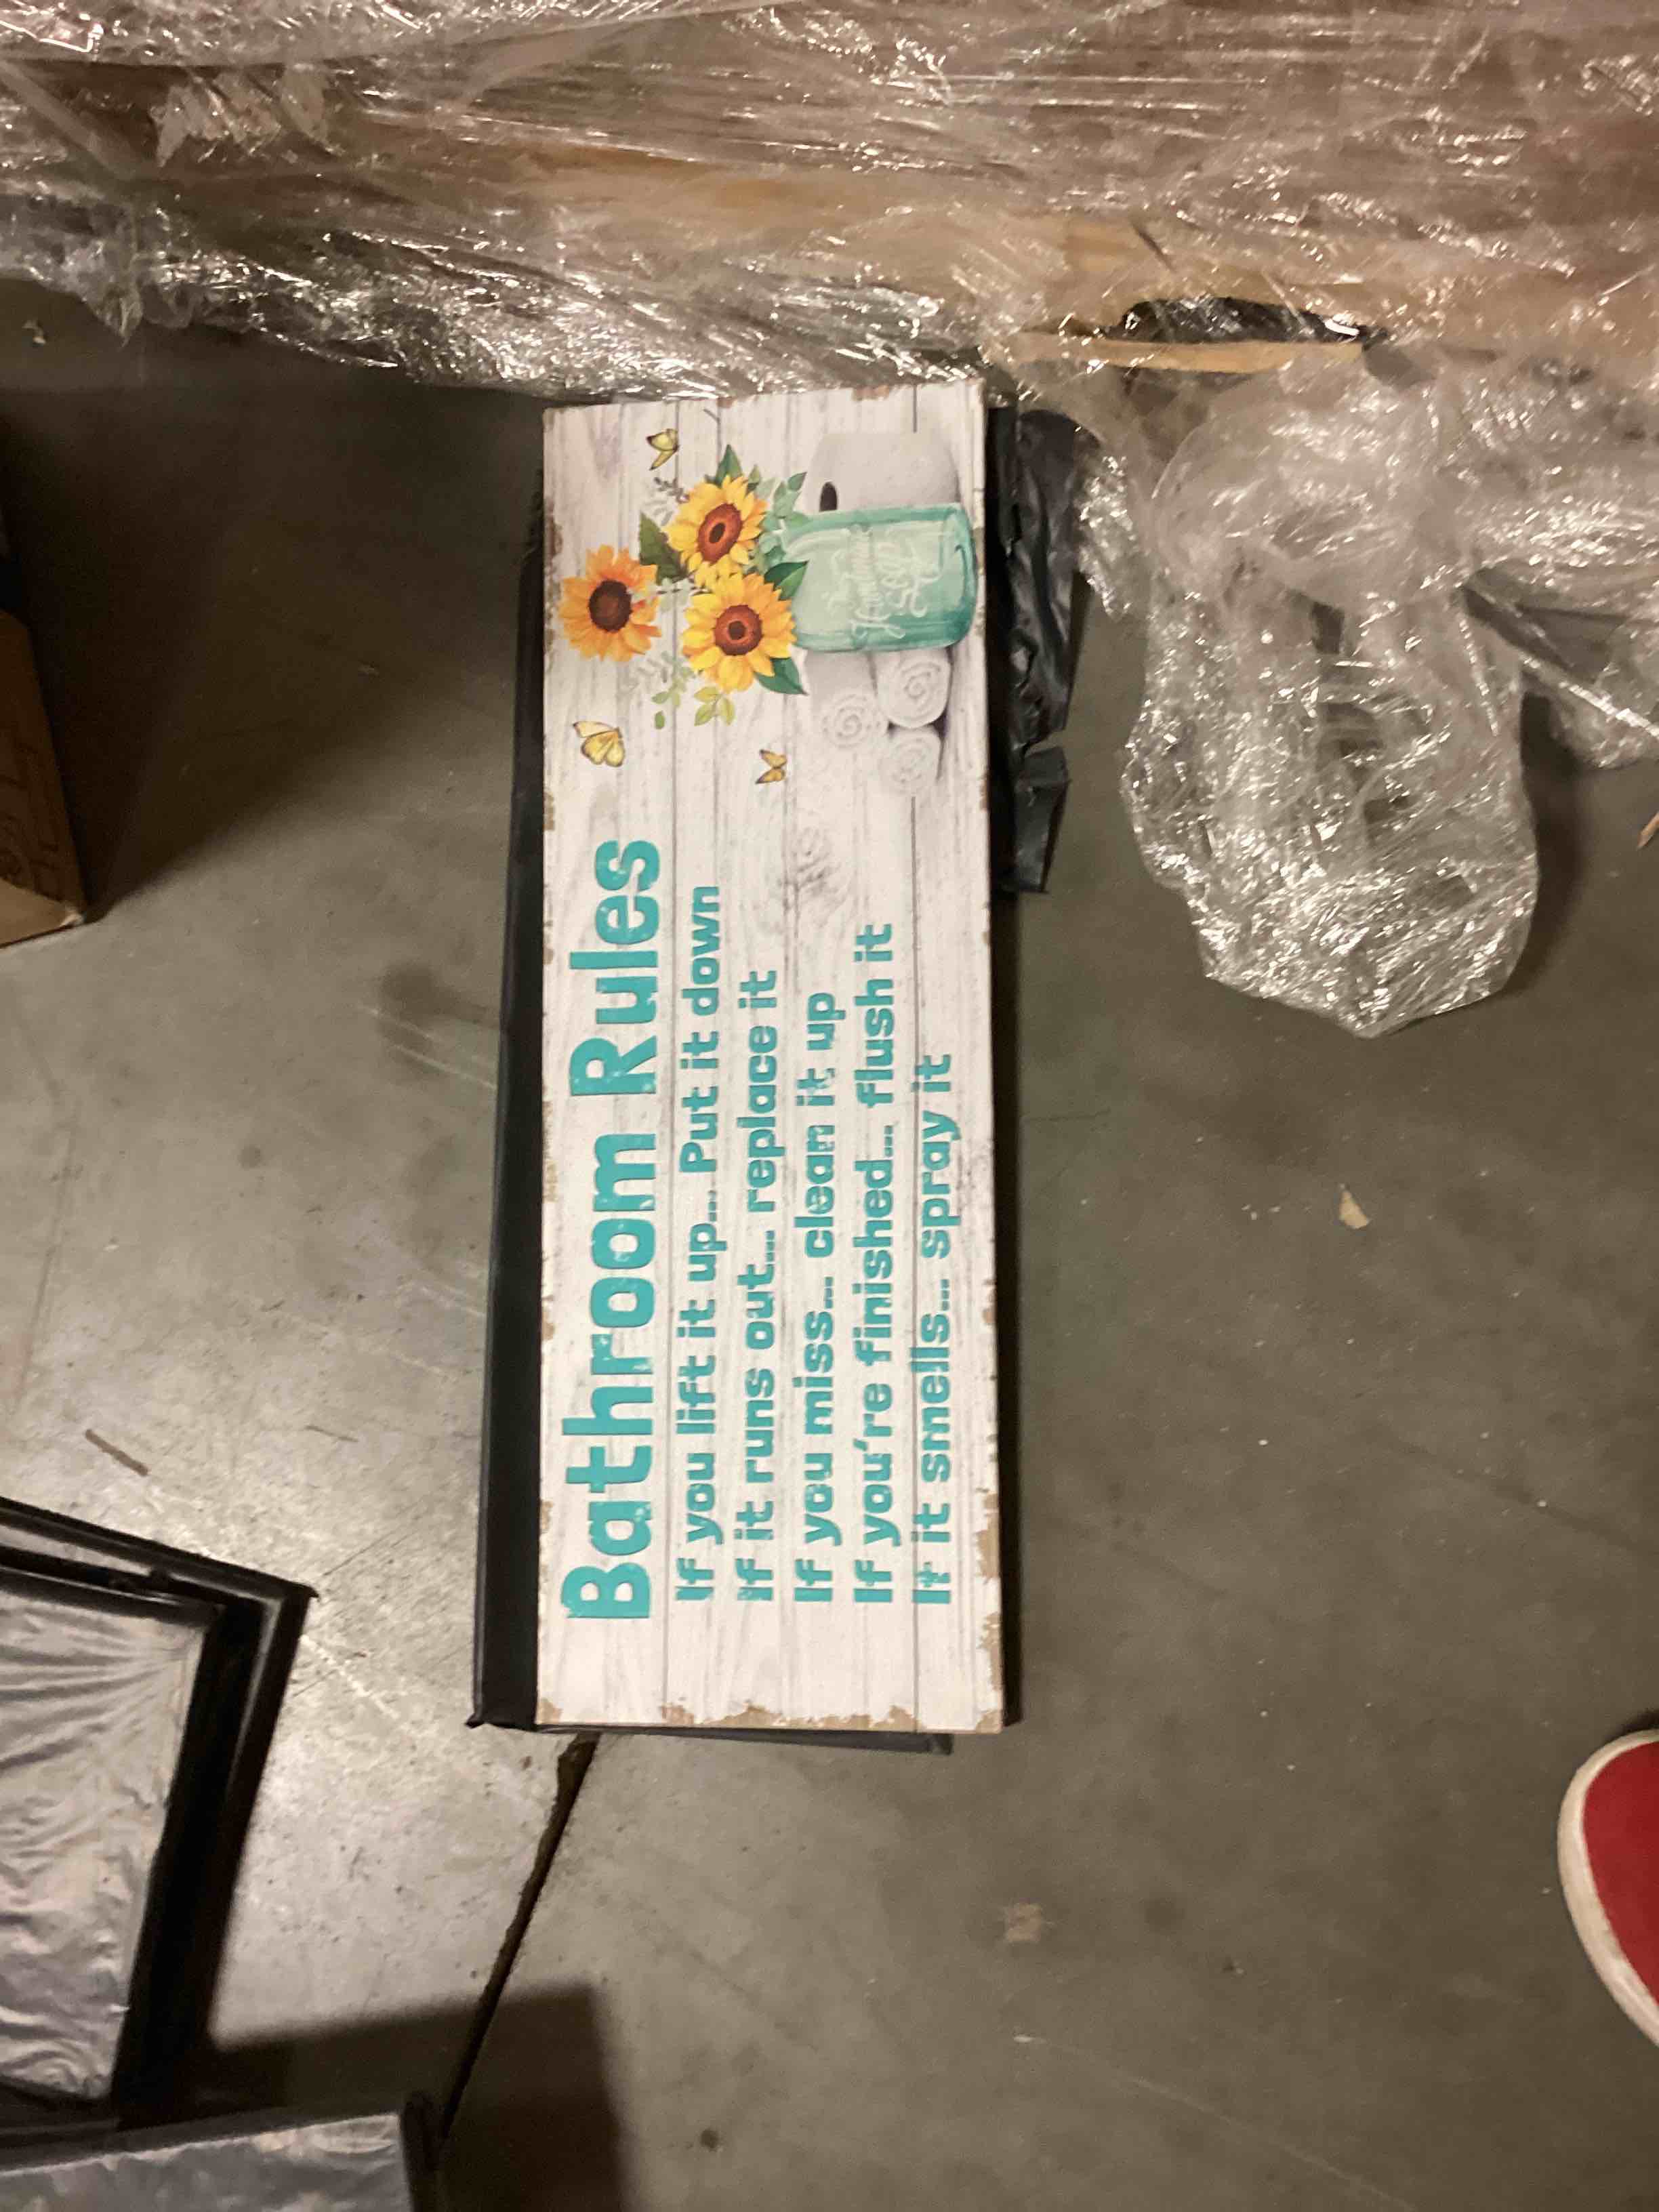 Bathroom Rules
If you lift it up... Put it down
If it runs out... replace it
If you miss... clean it up
If you're finished... flush it
If it smells... spray it